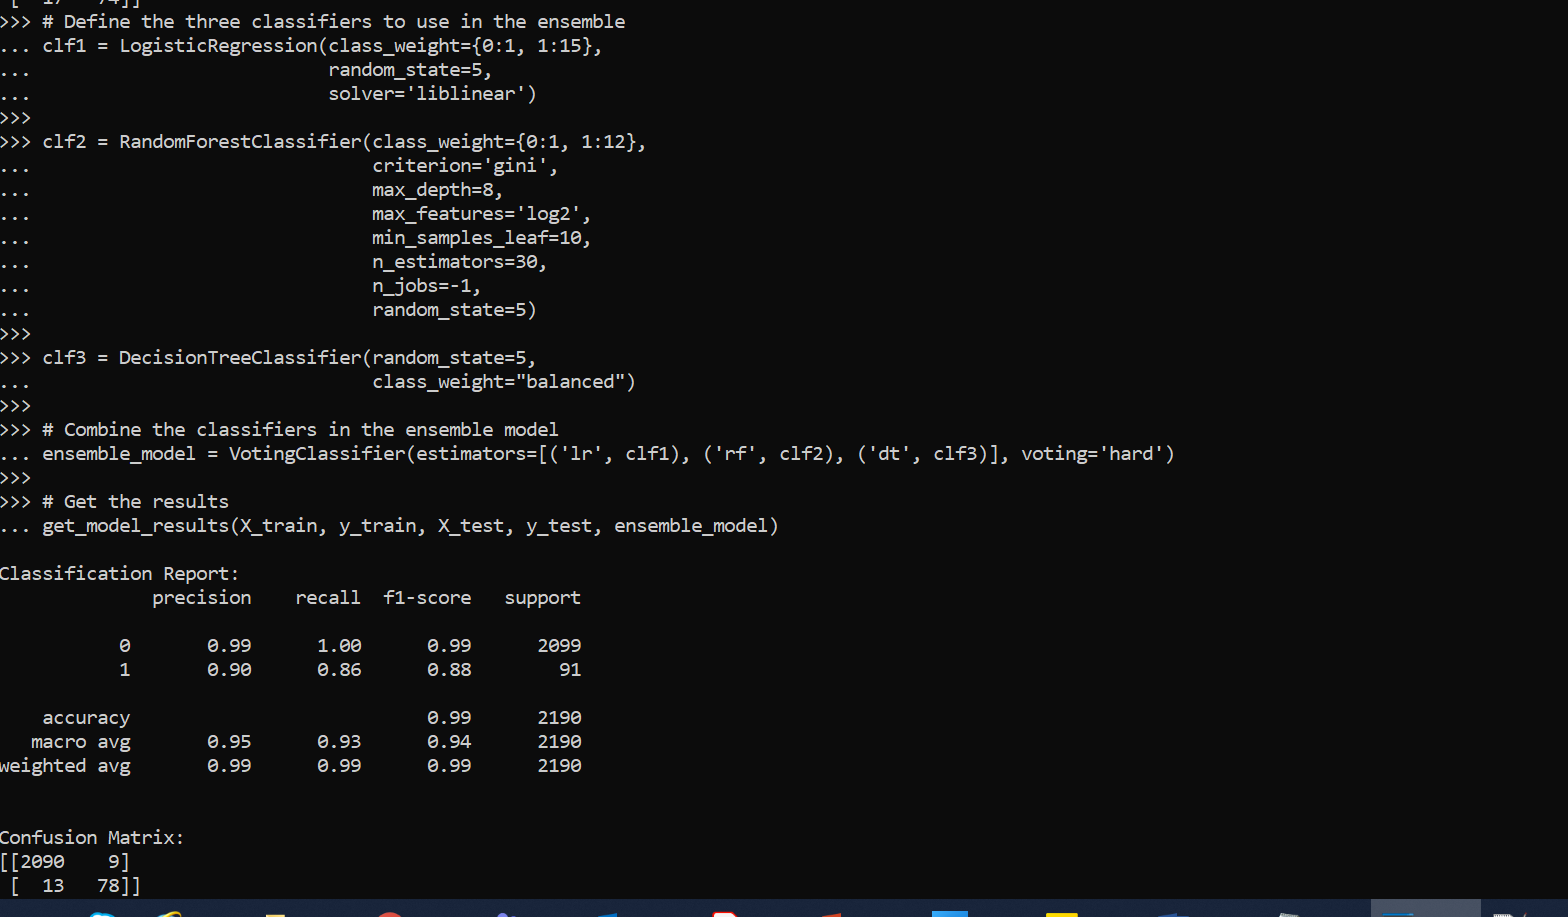 [  17   74]]
>>> # Define the three classifiers to use in the ensemble
... clf1 = LogisticRegression(class_weight={0:1, 1:15},
...                           random_state=5,
...                           solver='liblinear')
>>>
>>> clf2 = RandomForestClassifier(class_weight={0:1, 1:12},
...                               criterion='gini',
...                               max_depth=8,
...                               max_features='log2',
...                               min_samples_leaf=10,
...                               n_estimators=30,
...                               n_jobs=-1,
...                               random_state=5)
>>>
>>> clf3 = DecisionTreeClassifier(random_state=5,
...                               class_weight="balanced")
>>>
>>> # Combine the classifiers in the ensemble model
... ensemble_model = VotingClassifier(estimators=[('lr', clf1), ('rf', clf2), ('dt', clf3)], voting='hard')
>>>
>>> # Get the results
... get_model_results(X_train, y_train, X_test, y_test, ensemble_model)
Classification Report:
              precision    recall  f1-score   support
           0       0.99      1.00      0.99      2099
           1       0.90      0.86      0.88        91
    accuracy                           0.99      2190
   macro avg       0.95      0.93      0.94      2190
weighted avg       0.99      0.99      0.99      2190
Confusion Matrix:
[[2090    9]
 [  13   78]]